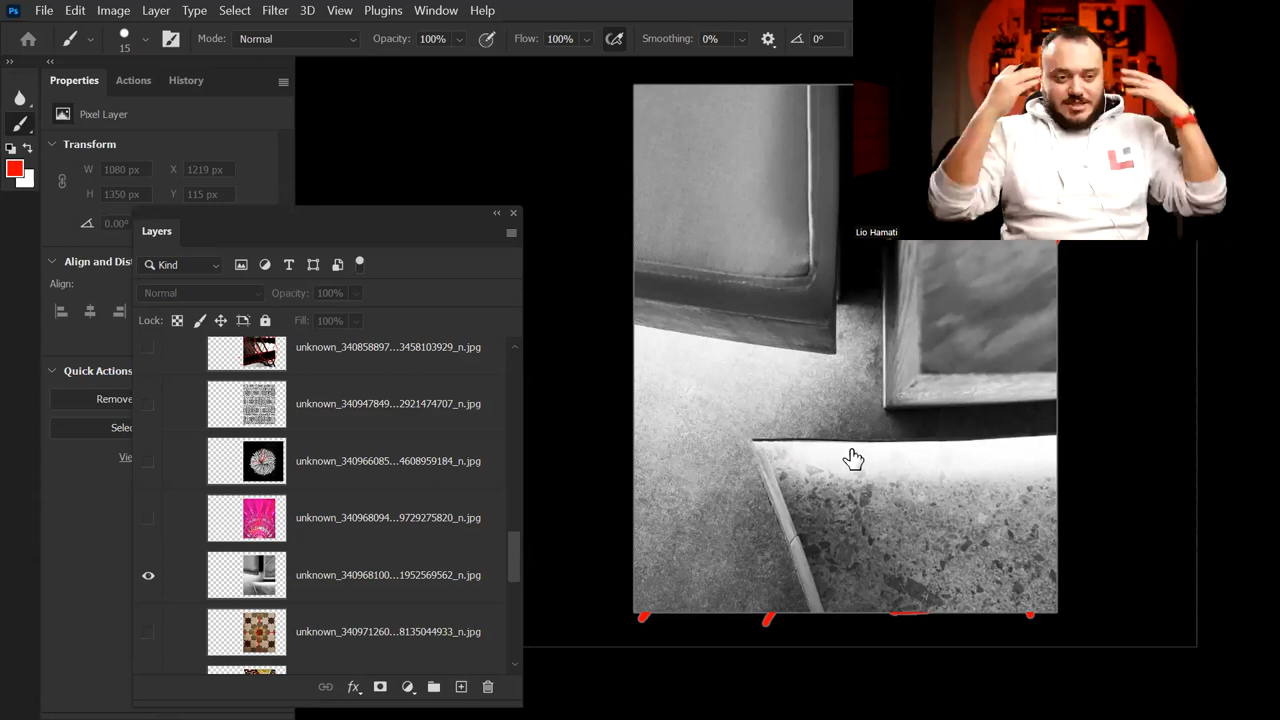 Ps File Edit Image Layer Type Select Filter 3D View Plugins Window Help
15 Mode: Normal Opacity: 100% Flow: 100% Smoothing: 0% 0°
Properties Actions History
Pixel Layer
Transform
W 1080 px X 1219 px
H 1350 px Y 115 px
0.00°
Layers
Align and Dis
Align:
Quick Actions
Remove
Selec
Vie
Kind
Normal Opacity: 100%
Lock: Fill: 100%
unknown_340858897...3458103929_n.jpg
unknown_340947849...2921474707_n.jpg
unknown_340966085...4608959184_n.jpg
unknown_340968094...9729275820_n.jpg
unknown_340968100...1952569562_n.jpg
unknown_340971260...8135044933_n.jpg
fx
Lio Hamati